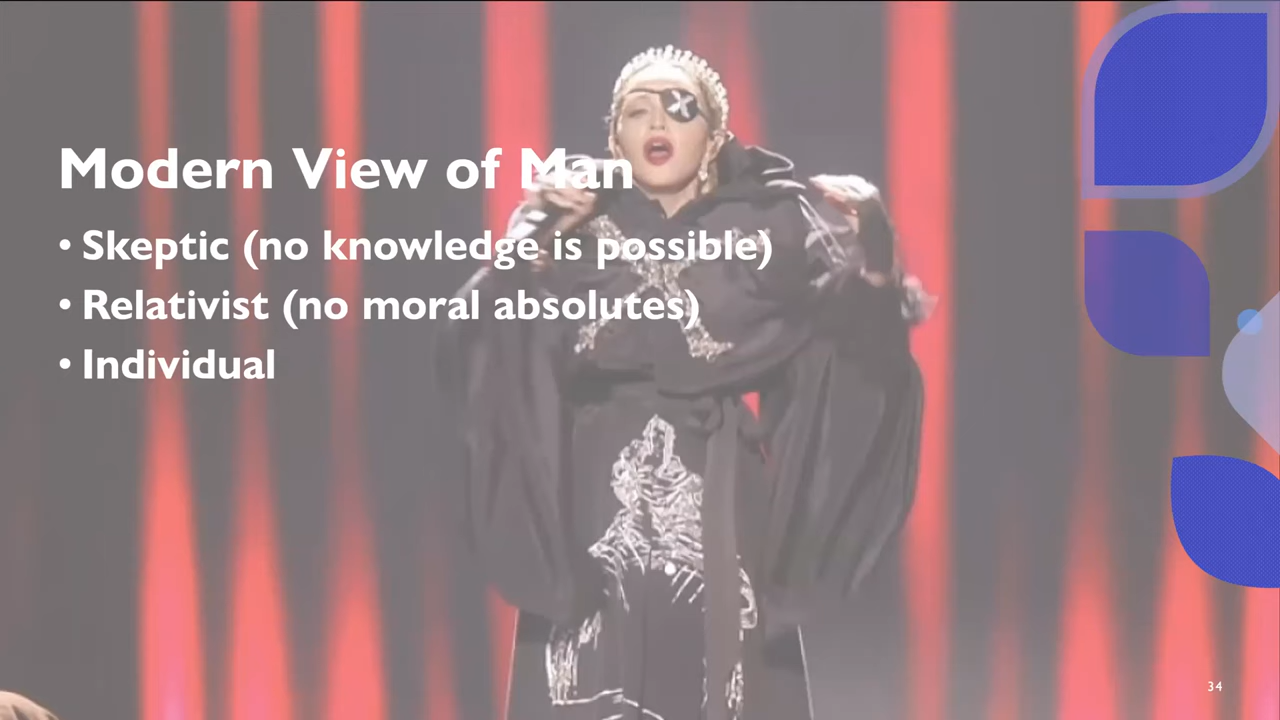 Modern View of Man
• Skeptic (no knowledge is possible)
• Relativist (no moral absolutes)
• Individual
34